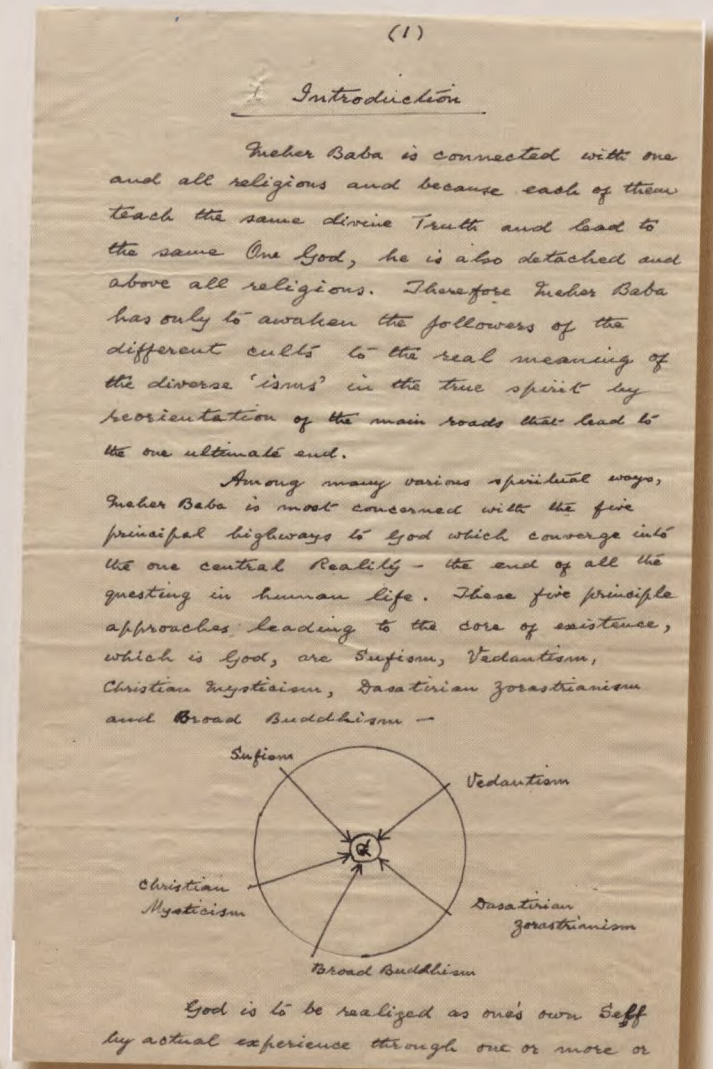 (1)
Introduction
Meher Baba is connected with one
and all religions and because each of them
teach the same divine Truth and lead to
the same One God, he is also detached and
above all religions. Therefore Meher Baba
has only to awaken the followers of the
different cults to the real meaning of
the diverse 'isms' in the true spirit by
reorientation of the main roads that lead to
the one ultimate end.
Among many various spiritual ways,
Meher Baba is most concerned with the five
principal highways to God which converge into
the one central Reality - the end of all the
questing in human life. These five principle
approaches leading to the core of existence,
which is God, are Sufism, Vedantism,
Christian Mysticism, Dasatirian Zorastrianism
and Broad Buddhism -
Sufism
Vedantism
Christian
Mysticism
Dasatirian
Zorastrianism
Broad Buddhism
God is to be realized as one's own Self
by actual experience through one or more or